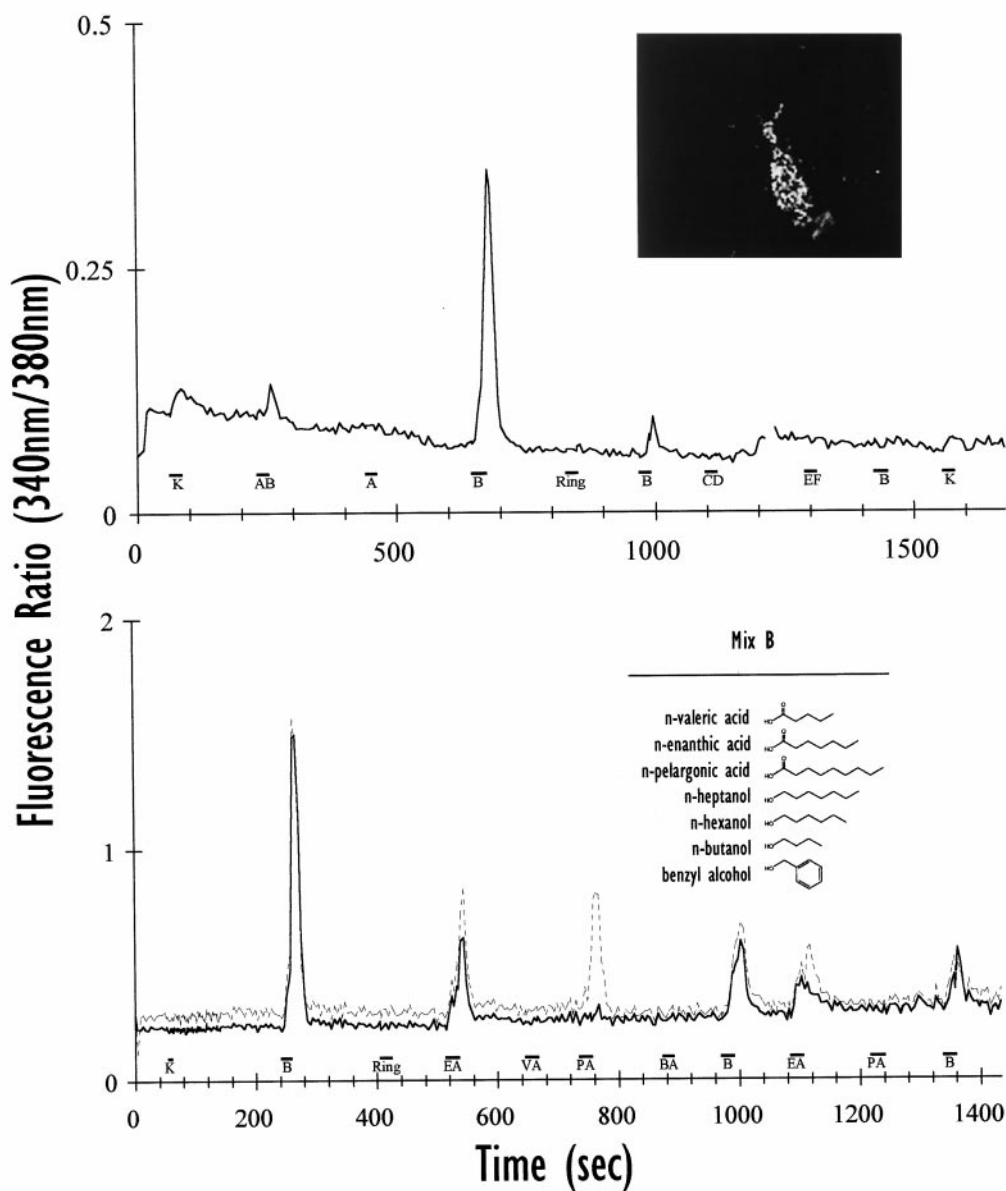 Fluorescence Ratio (340nm/380nm)
0.5
0.25
0
K AB A B Ring B CD EF B K
0 500 1000 1500
2
1
0
Mix B
n-valeric acid
n-enanthic acid
n-pelargonic acid
n-heptanol
n-hexanol
n-butanol
benzyl alcohol
K B Ring EA VA PA BA B EA PA B
0 200 400 600 800 1000 1200 1400
Time (sec)